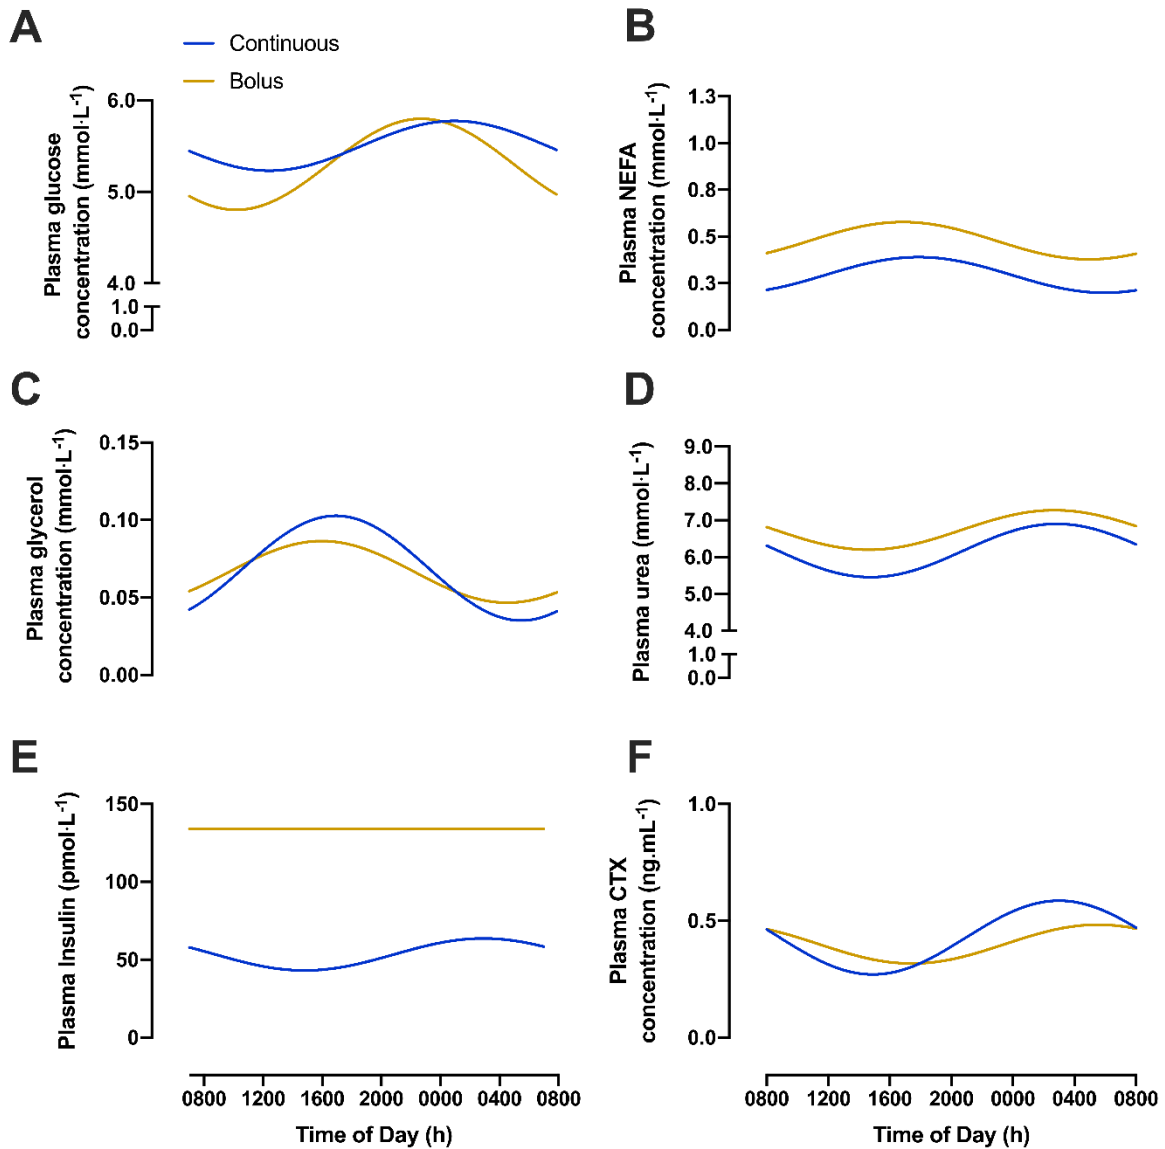 A
Continuous
Bolus
Plasma glucose
concentration (mmol·L-1)
6.0
5.0
4.0
1.0
0.0
B
Plasma NEFA
concentration (mmol·L-1)
1.3
1.0
0.8
0.5
0.3
0.0
C
Plasma glycerol
concentration (mmol·L-1)
0.15
0.10
0.05
0.00
D
Plasma urea (mmol·L-1)
9.0
8.0
7.0
6.0
5.0
4.0
1.0
0.0
E
Plasma Insulin (pmol·L-1)
150
100
50
0
0800 1200 1600 2000 0000 0400 0800
Time of Day (h)
F
Plasma CTX
concentration (ng.mL-1)
1.0
0.5
0.0
0800 1200 1600 2000 0000 0400 0800
Time of Day (h)